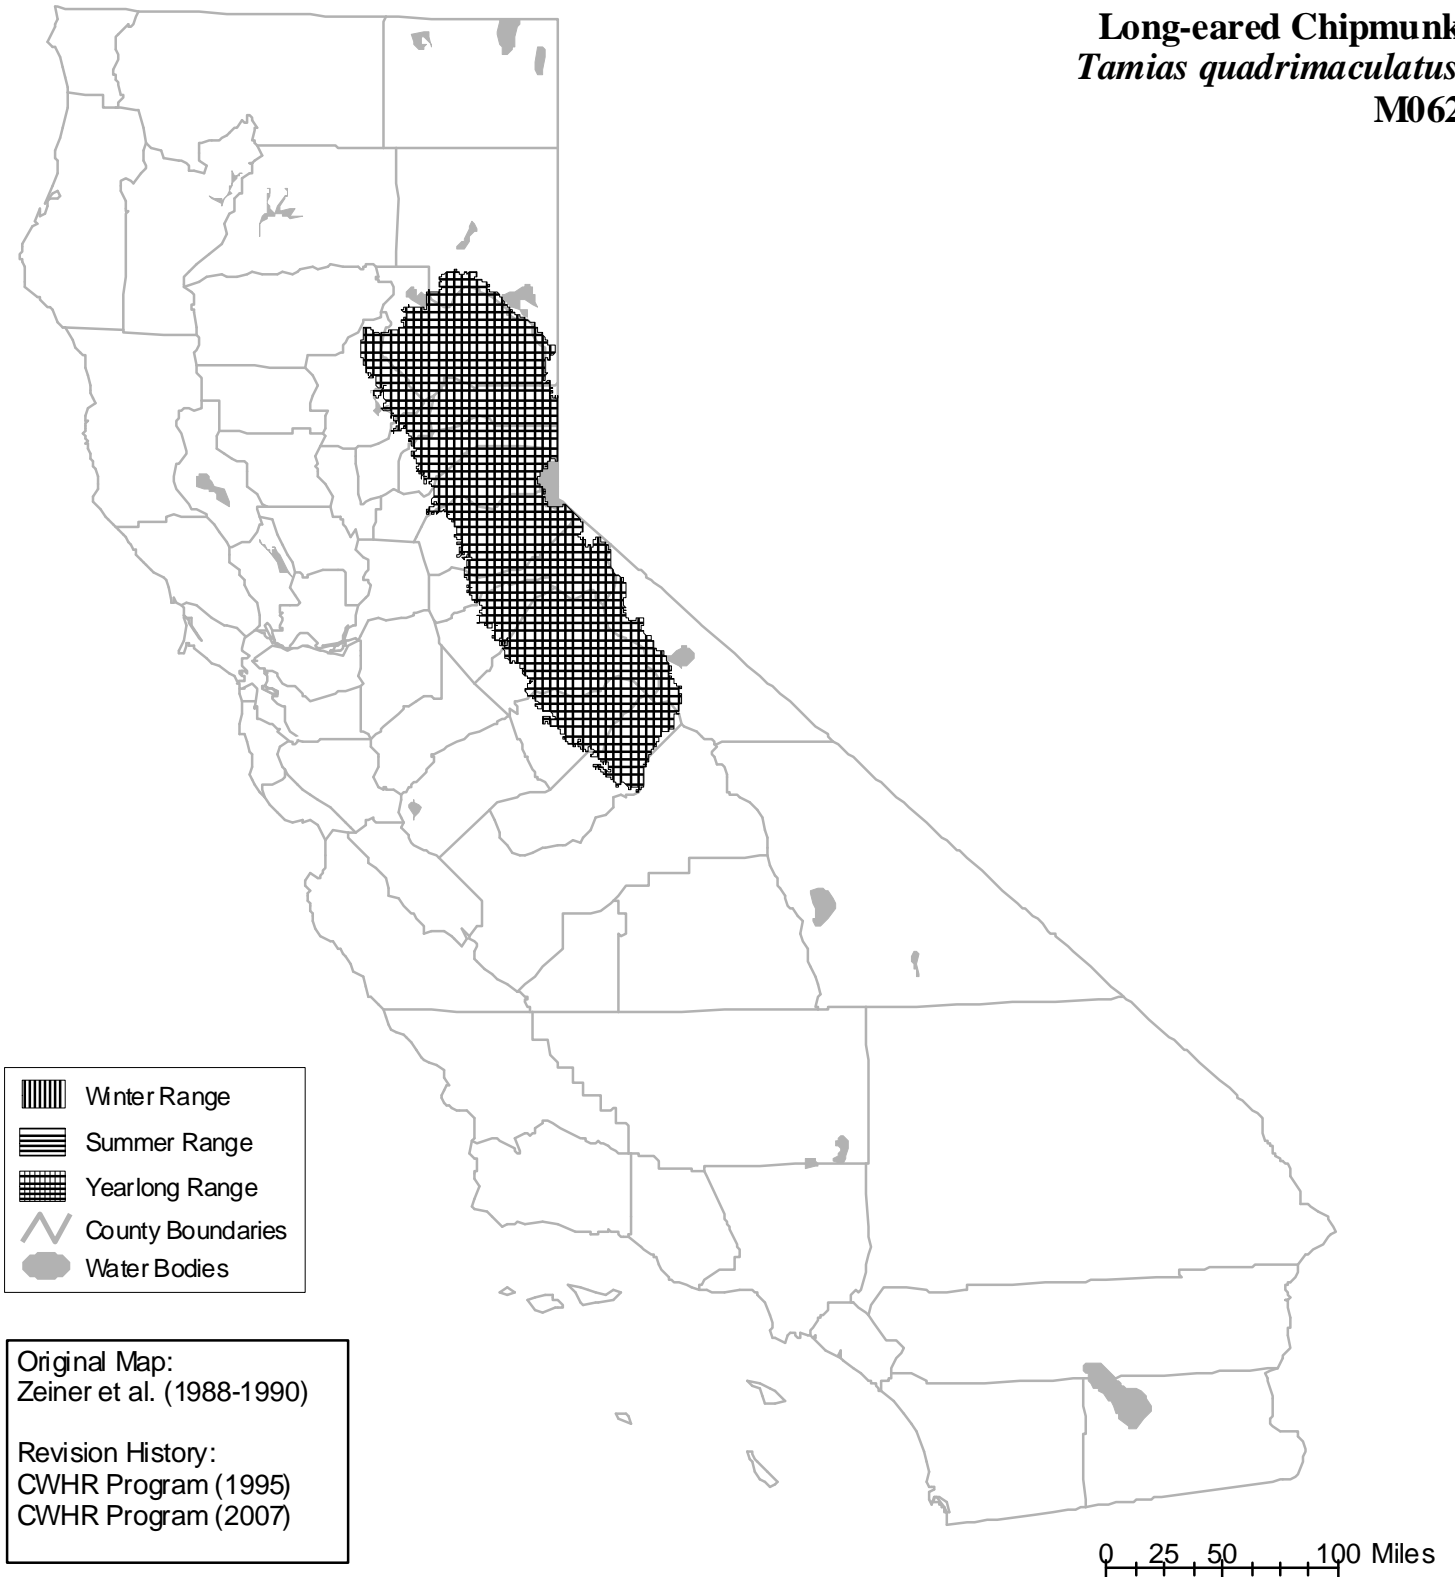 Long-eared Chipmunk
Tamias quadrimaculatus
M062
Winter Range
Summer Range
Yearlong Range
County Boundaries
Water Bodies
Original Map:
Zeiner et al. (1988-1990)
Revision History:
CWHR Program (1995)
CWHR Program (2007)
0 25 50 100 Miles